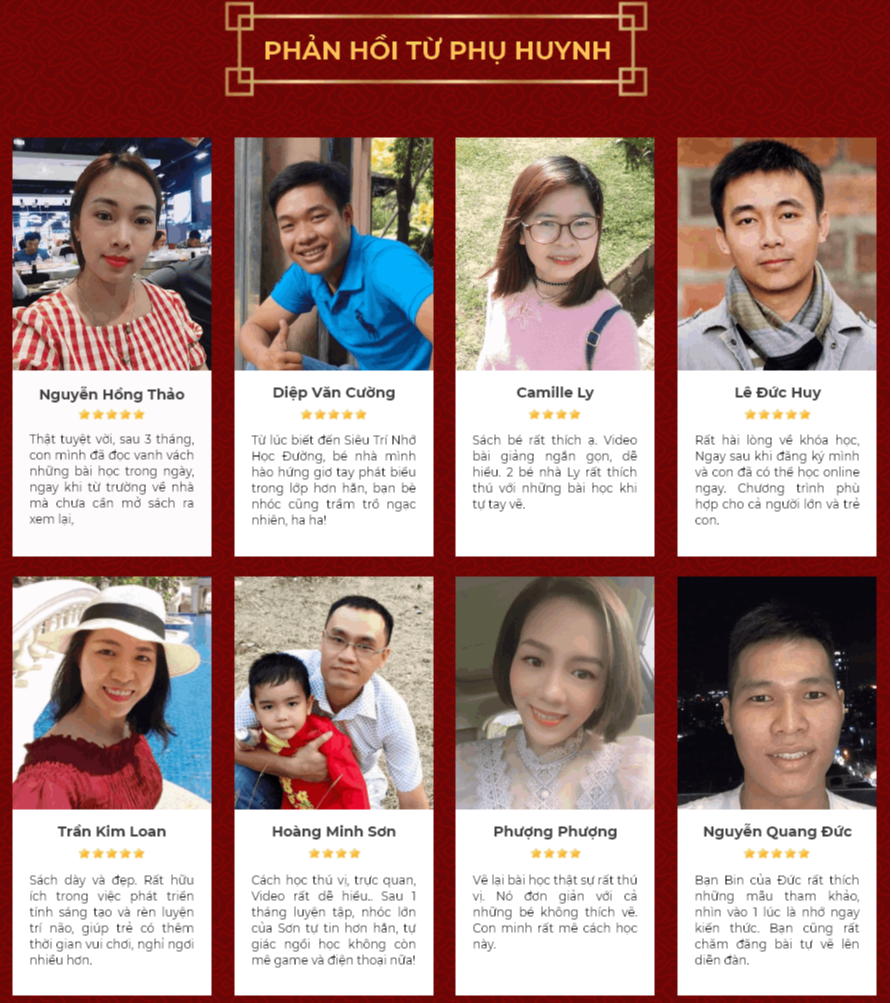 PHẢN HỒI TỪ PHỤ HUYNH
Nguyễn Hồng Thảo
Thật tuyệt vời, sau 3 tháng,
con mình đã đọc vanh vách
những bài học trong ngày,
ngay khi từ trường về nhà
mà chưa cần mở sách ra
xem lại,
Diệp Văn Cường
Từ lúc biết đến Siêu Trí Nhớ
Học Đường, bé nhà mình
hào hứng giơ tay phát biểu
trong lớp hơn hẳn, bạn bè
nhóc cũng trầm trồ ngạc
nhiên, ha ha!
Camille Ly
Sách bé rất thích ạ. Video
bài giảng ngắn gọn, dễ
hiểu. 2 bé nhà Ly rất thích
thú với những bài học khi
tự tay vẽ.
Lê Đức Huy
Rất hài lòng về khóa học,
Ngay sau khi đăng ký mình
và con đã có thể học online
ngay. Chương trình phù
hợp cho cả người lớn và trẻ
con.
Trần Kim Loan
Sách dày và đẹp. Rất hữu
ích trong việc phát triển
tính sáng tạo và rèn luyện
trí não, giúp trẻ có thêm
thời gian vui chơi, nghỉ ngơi
nhiều hơn.
Hoàng Minh Sơn
Cách học thú vị, trực quan,
Video rất dễ hiểu.. Sau 1
tháng luyện tập, nhóc lớn
của Sơn tự tin hơn hẳn, tự
giác ngồi học không còn
mê game và điện thoại nữa!
Phượng Phượng
Vẽ lại bài học thật sự rất thú
vị. Nó đơn giản với cả
những bé không thích vẽ.
Con minh rất mê cách học
này.
Nguyễn Quang Đức
Bạn Bin của Đức rất thích
những mẫu tham khảo,
nhìn vào 1 lúc là nhớ ngay
kiến thức. Bạn cũng rất
chăm đăng bài tự vẽ lên
diễn đàn.